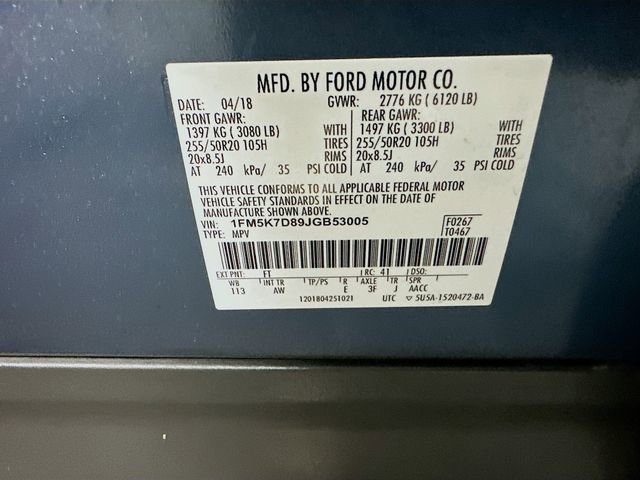 MFD. BY FORD MOTOR CO.
DATE: 04/18 GVWR: 2776 KG ( 6120 LB)
FRONT GAWR: REAR GAWR:
1397 KG ( 3080 LB) WITH 1497 KG ( 3300 LB) WITH
255/50R20 105H TIRES 255/50R20 105H TIRES
20x8.5J RIMS 20x8.5J RIMS
AT 240 kPa/ 35 PSI COLD AT 240 kPa/ 35 PSI COLD
THIS VEHICLE CONFORMS TO ALL APPLICABLE FEDERAL MOTOR
VEHICLE SAFETY STANDARDS IN EFFECT ON THE DATE OF
MANUFACTURE SHOWN ABOVE.
VIN: 1FM5K7D89JGB53005 F0267
TYPE: MPV T0467
EXT PNT: FT RC: 41 DSO:
WB INT TR TP/PS R AXLE TR SPR
113 AW E 3F J AACC
1201804251021 UTC 5U5A-1520472-BA